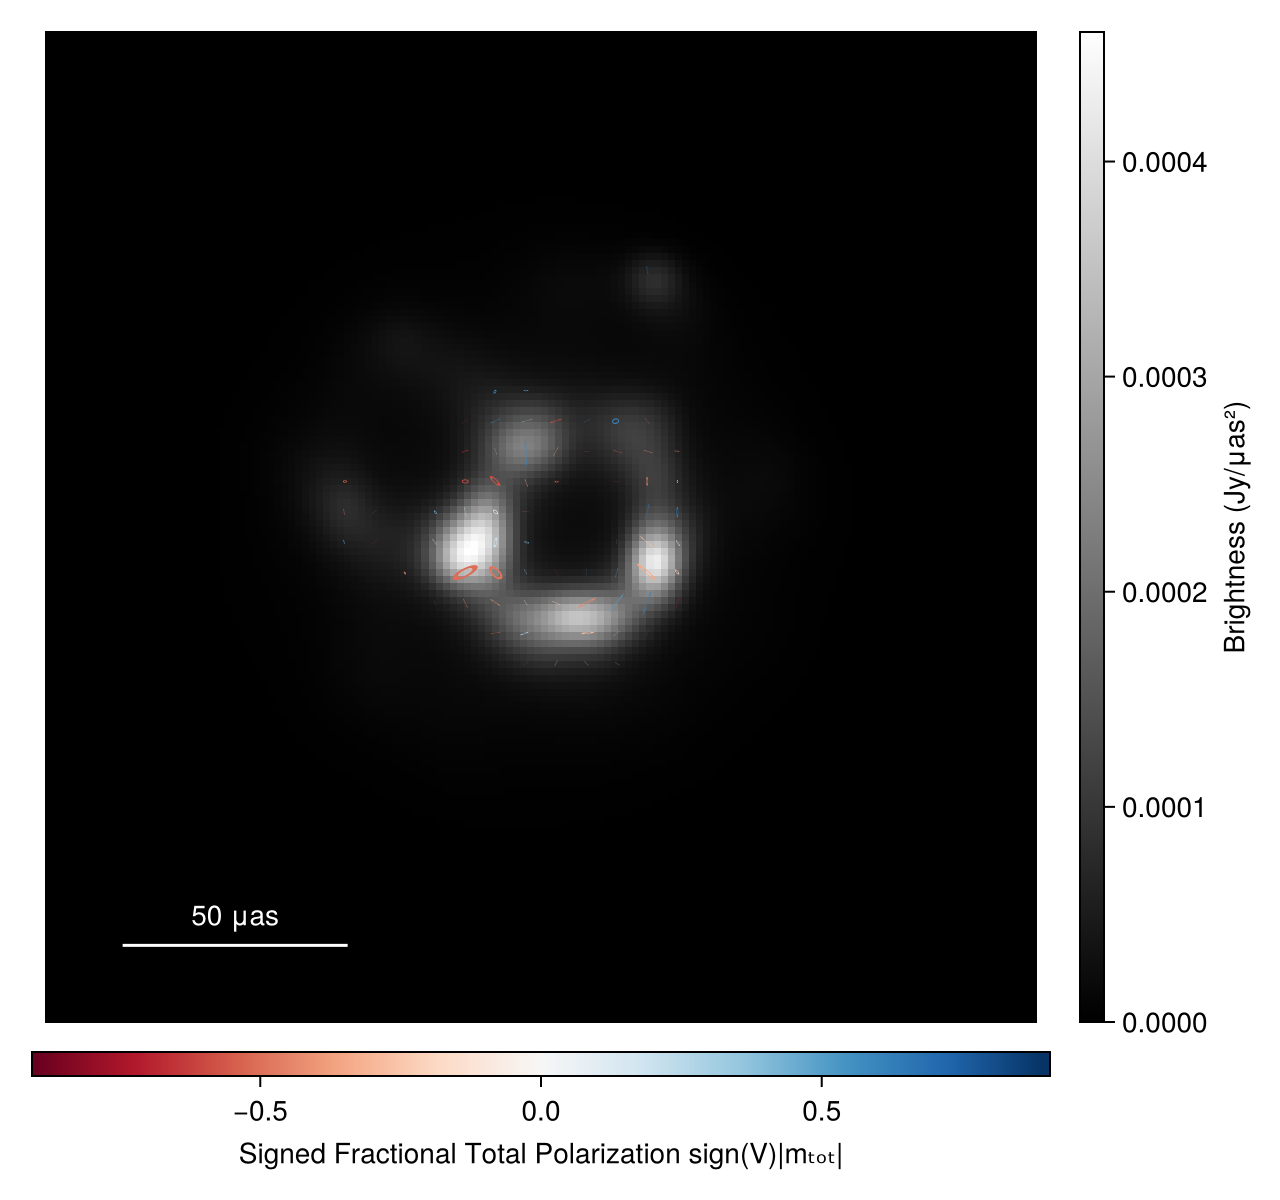 0.0004
0.0003
0.0002
0.0001
0.0000
Brightness (Jy/μas²)
50 μas
−0.5
0.0
0.5
Signed Fractional Total Polarization sign(V)|mₜₒₜ|